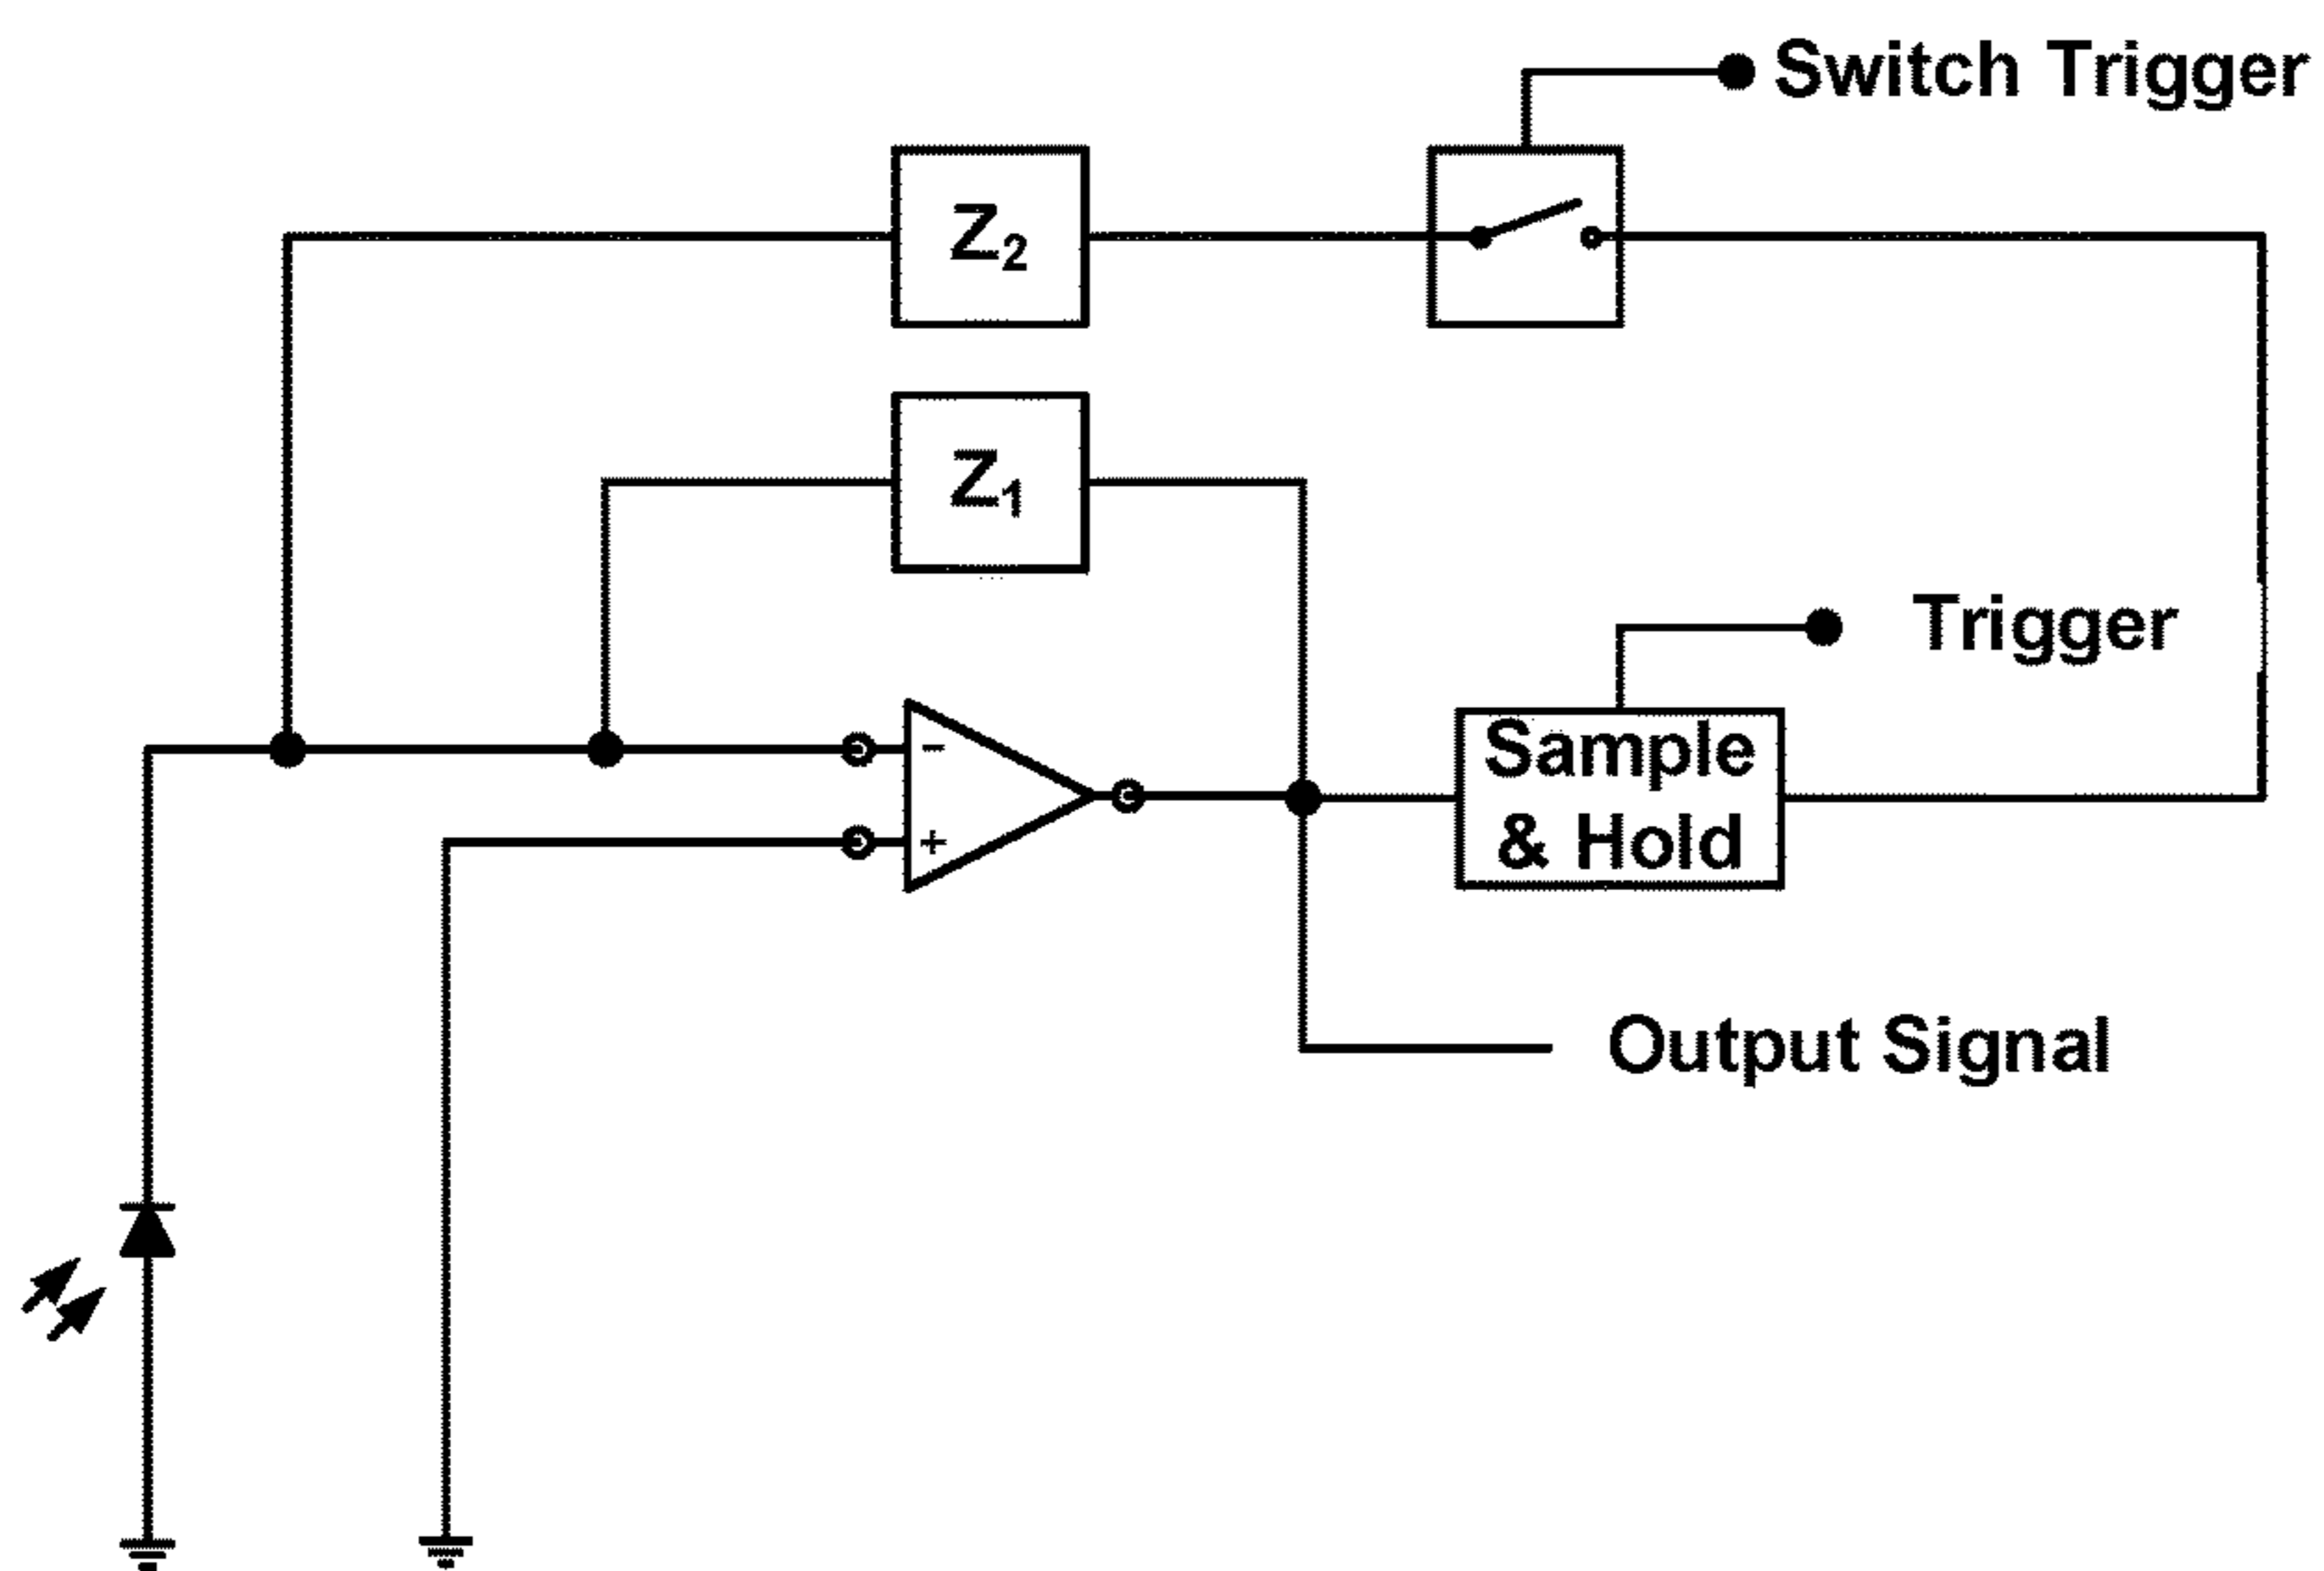 Switch Trigger
Z₂
Z₁
Trigger
−
+
Sample
& Hold
Output Signal